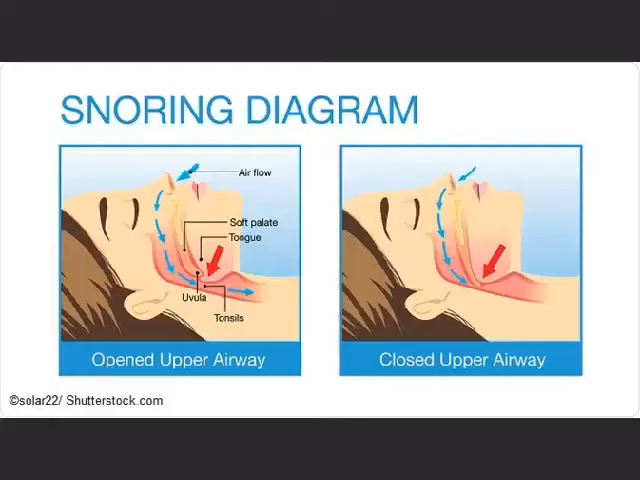 SNORING DIAGRAM
Air flow
Soft palate
Tongue
Uvula
Tonsils
Opened Upper Airway
Closed Upper Airway
©solar22/ Shutterstock.com